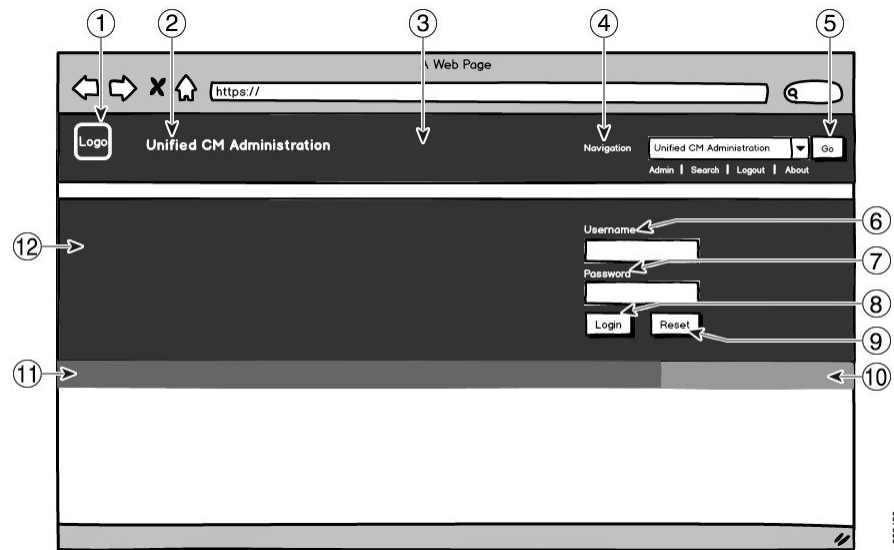 1 2 3 4 5
A Web Page
https://
Logo
Unified CM Administration
Navigation
Unified CM Administration
Go
Admin | Search | Logout | About
Username
6
12
7
Password
8
Login
Reset
9
11
10